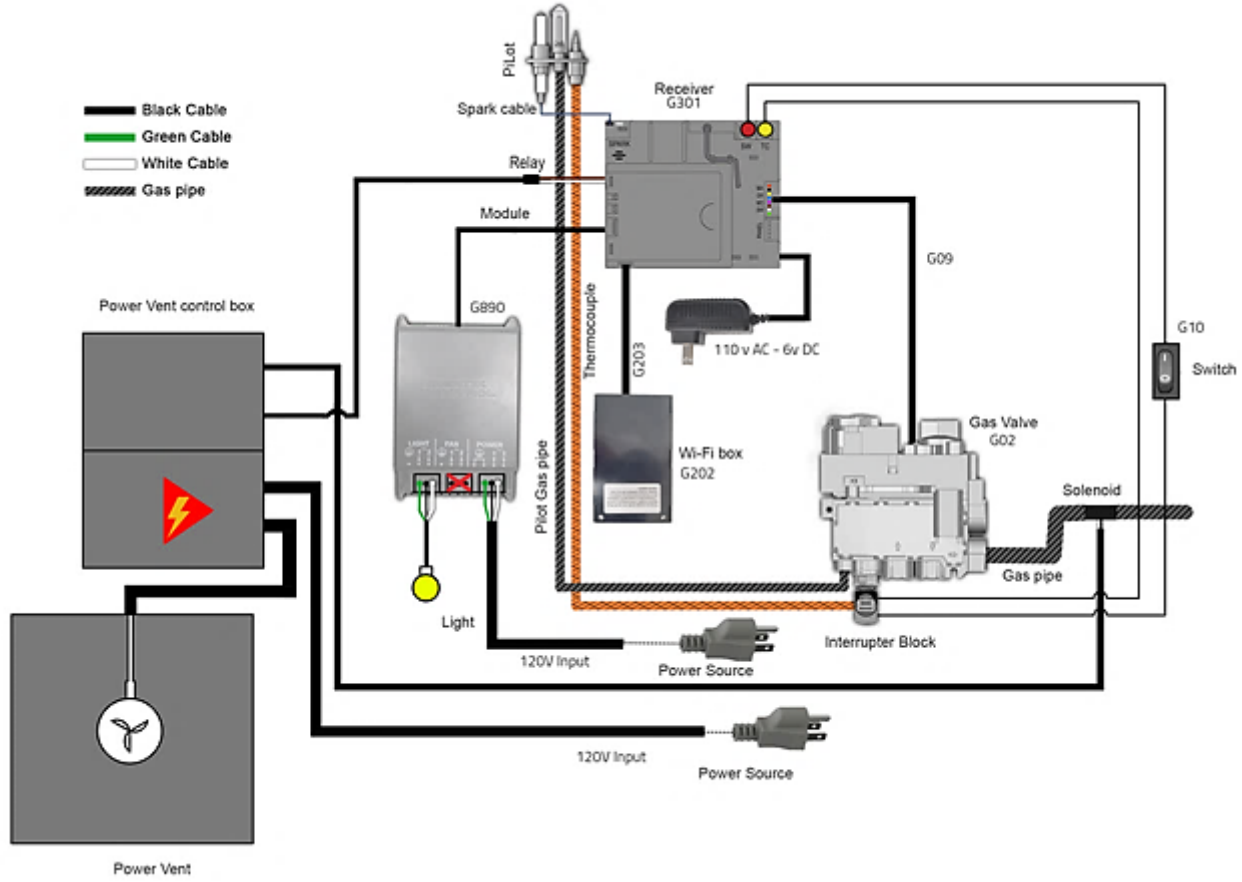 PiLot
Receiver
G301
Black Cable
Spark cable
Green Cable
SPARK
SW TC
White Cable
Relay
Gas pipe
Module
G09
Power Vent control box
G890
Thermocouple
G203
110 v AC - 6v DC
G10
Switch
Gas Valve
G02
LIGHT FAN POWER
Wi-Fi box
G202
Pilot Gas pipe
Solenoid
Gas pipe
Light
Interrupter Block
120V Input
Power Source
120V Input
Power Source
Power Vent